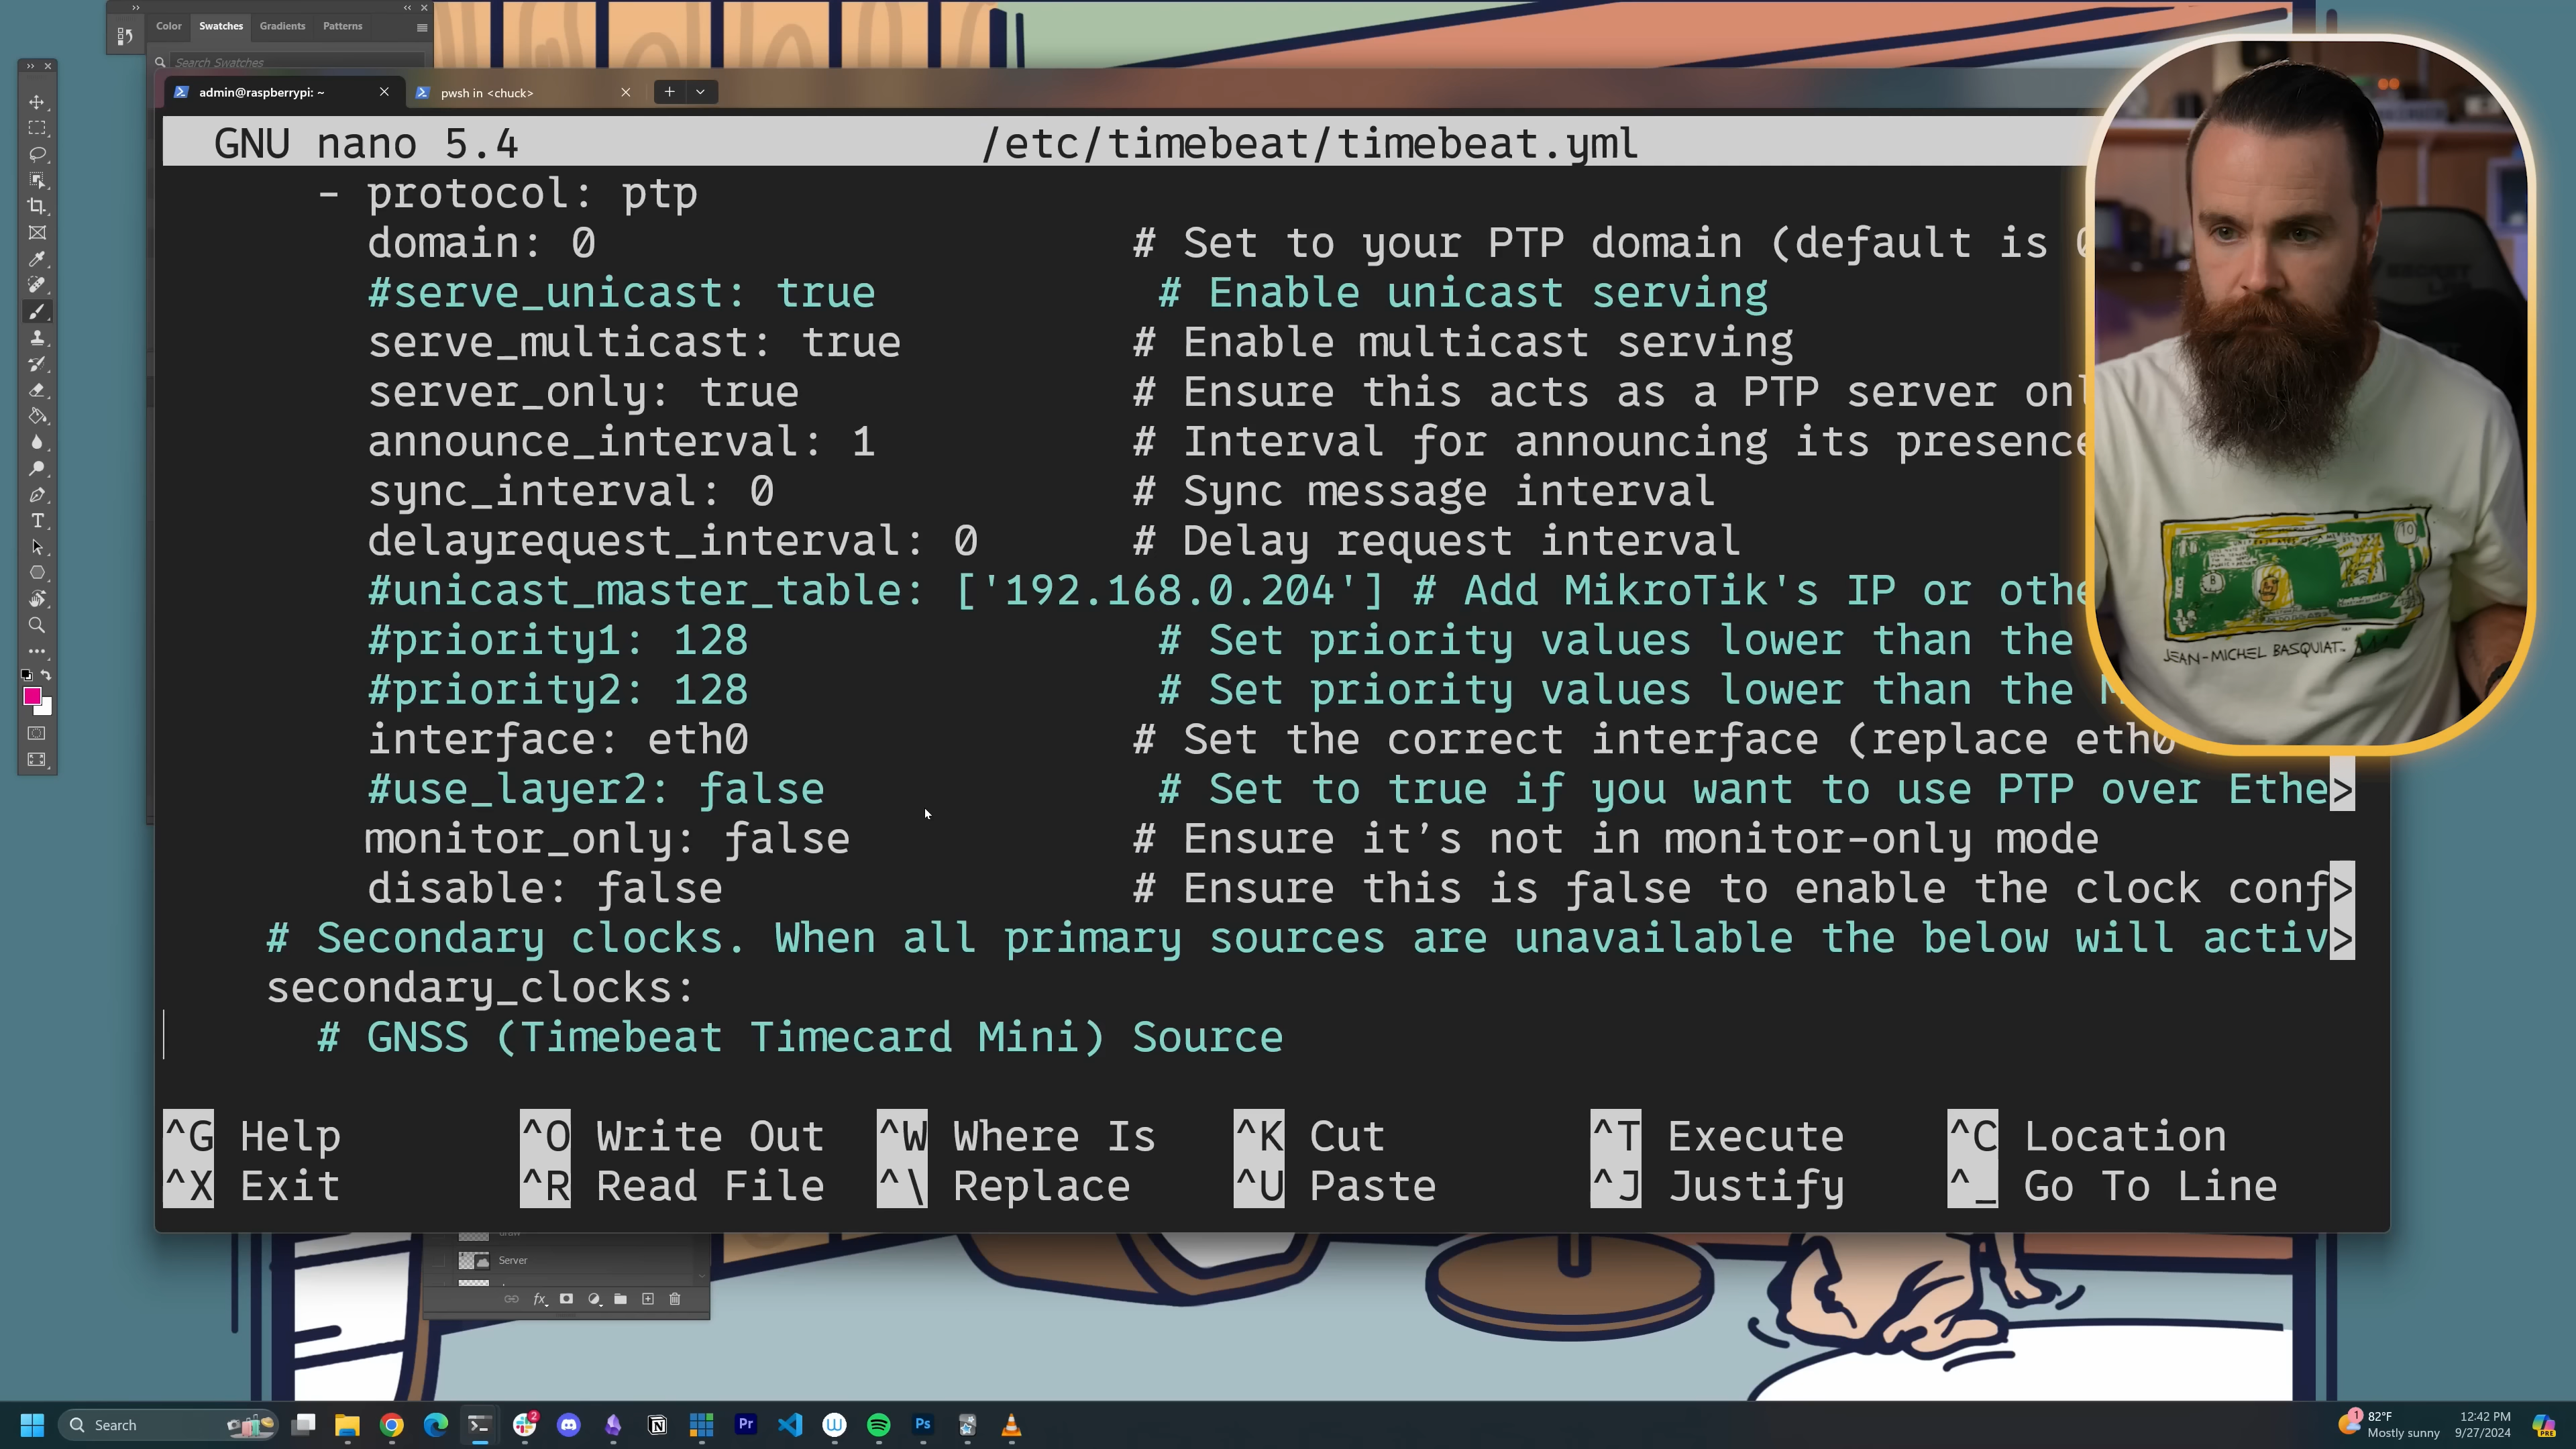 Color Swatches Gradients Patterns
Search Swatches
admin@raspberrypi: ~
pwsh in <chuck>
GNU nano 5.4 /etc/timebeat/timebeat.yml
- protocol: ptp
domain: 0 # Set to your PTP domain (default is
#serve_unicast: true # Enable unicast serving
serve_multicast: true # Enable multicast serving
server_only: true # Ensure this acts as a PTP server
announce_interval: 1 # Interval for announcing its presence
sync_interval: 0 # Sync message interval
delayrequest_interval: 0 # Delay request interval
#unicast_master_table: ['192.168.0.204'] # Add MikroTik's IP or
#priority1: 128 # Set priority values lower than the
#priority2: 128 # Set priority values lower than the
interface: eth0 # Set the correct interface (replace eth0
#use_layer2: false # Set to true if you want to use PTP over Ethe>
monitor_only: false # Ensure it’s not in monitor-only mode
disable: false # Ensure this is false to enable the clock conf>
# Secondary clocks. When all primary sources are unavailable the below will activ>
secondary_clocks:
# GNSS (Timebeat Timecard Mini) Source
^G Help ^O Write Out ^W Where Is ^K Cut ^T Execute ^C Location
^X Exit ^R Read File ^\ Replace ^U Paste ^J Justify ^_ Go To Line
JEAN-MICHEL BASQUIAT
Server
fx
Search
2
Pr
Ps
1
82°F
Mostly sunny
12:42 PM
9/27/2024
PRE